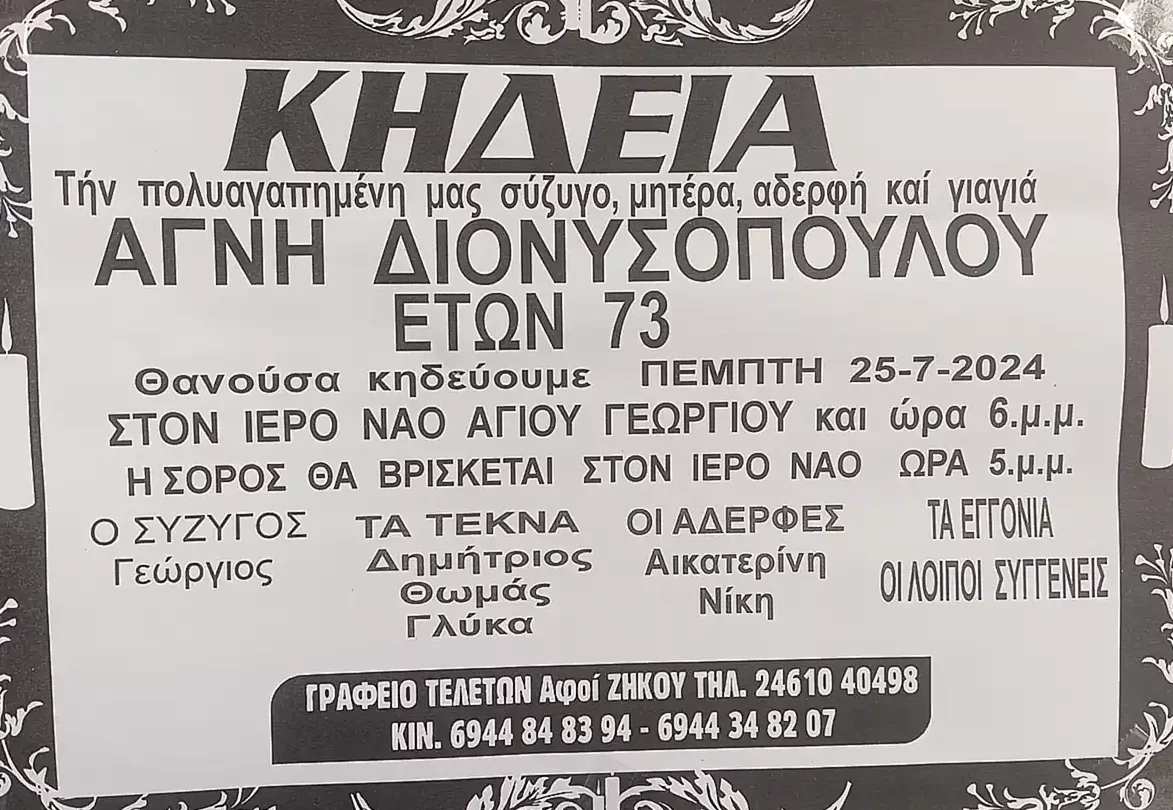 ΚΗΔΕΙΑ
Τήν πολυαγαπημένη μας σύζυγο, μητέρα, αδερφή καί γιαγιά
ΑΓΝΗ ΔΙΟΝΥΣΟΠΟΥΛΟΥ
ΕΤΩΝ 73
Θανούσα κηδεύουμε ΠΕΜΠΤΗ 25-7-2024
ΣΤΟΝ ΙΕΡΟ ΝΑΟ ΑΓΙΟΥ ΓΕΩΡΓΙΟΥ και ώρα 6.μ.μ.
Η ΣΟΡΟΣ ΘΑ ΒΡΙΣΚΕΤΑΙ ΣΤΟΝ ΙΕΡΟ ΝΑΟ ΩΡΑ 5.μ.μ.
Ο ΣΥΖΥΓΟΣ
Γεώργιος
ΤΑ ΤΕΚΝΑ
Δημήτριος
Θωμάς
Γλύκα
ΟΙ ΑΔΕΡΦΕΣ
Αικατερίνη
Νίκη
ΤΑ ΕΓΓΟΝΙΑ
ΟΙ ΛΟΙΠΟΙ ΣΥΓΓΕΝΕΙΣ
ΓΡΑΦΕΙΟ ΤΕΛΕΤΩΝ Αφοί ΖΗΚΟΥ ΤΗΛ. 24610 40498
ΚΙΝ. 6944 84 83 94 - 6944 34 82 07